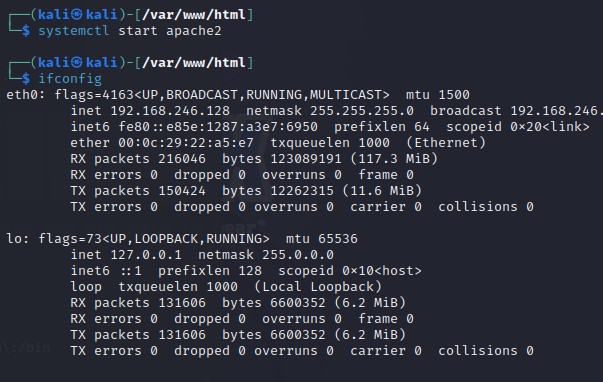 ┌──(kali㉿kali)-[/var/www/html]
└─$ systemctl start apache2
┌──(kali㉿kali)-[/var/www/html]
└─$ ifconfig
eth0: flags=4163<UP,BROADCAST,RUNNING,MULTICAST>  mtu 1500
inet 192.168.246.128  netmask 255.255.255.0  broadcast 192.168.246.
inet6 fe80::e85e:1287:a3e7:6950  prefixlen 64  scopeid 0×20<link>
ether 00:0c:29:22:a5:e7  txqueuelen 1000  (Ethernet)
RX packets 216046  bytes 123089191 (117.3 MiB)
RX errors 0  dropped 0  overruns 0  frame 0
TX packets 150424  bytes 12262315 (11.6 MiB)
TX errors 0  dropped 0  overruns 0  carrier 0  collisions 0
lo: flags=73<UP,LOOPBACK,RUNNING>  mtu 65536
inet 127.0.0.1  netmask 255.0.0.0
inet6 ::1  prefixlen 128  scopeid 0×10<host>
loop  txqueuelen 1000  (Local Loopback)
RX packets 131606  bytes 6600352 (6.2 MiB)
RX errors 0  dropped 0  overruns 0  frame 0
TX packets 131606  bytes 6600352 (6.2 MiB)
TX errors 0  dropped 0  overruns 0  carrier 0  collisions 0